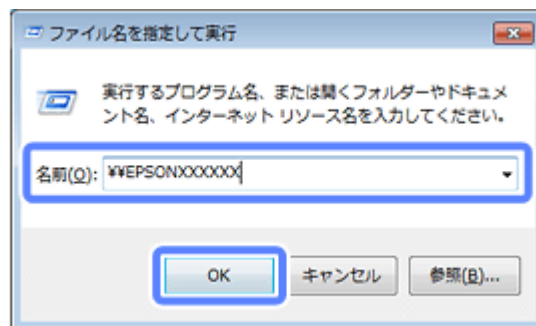 ファイル名を指定して実行
実行するプログラム名、または開くフォルダーやドキュメ
ント名、インターネット リソース名を入力してください。
名前(O): ¥¥EPSONXXXXXX
OK キャンセル 参照(B)...